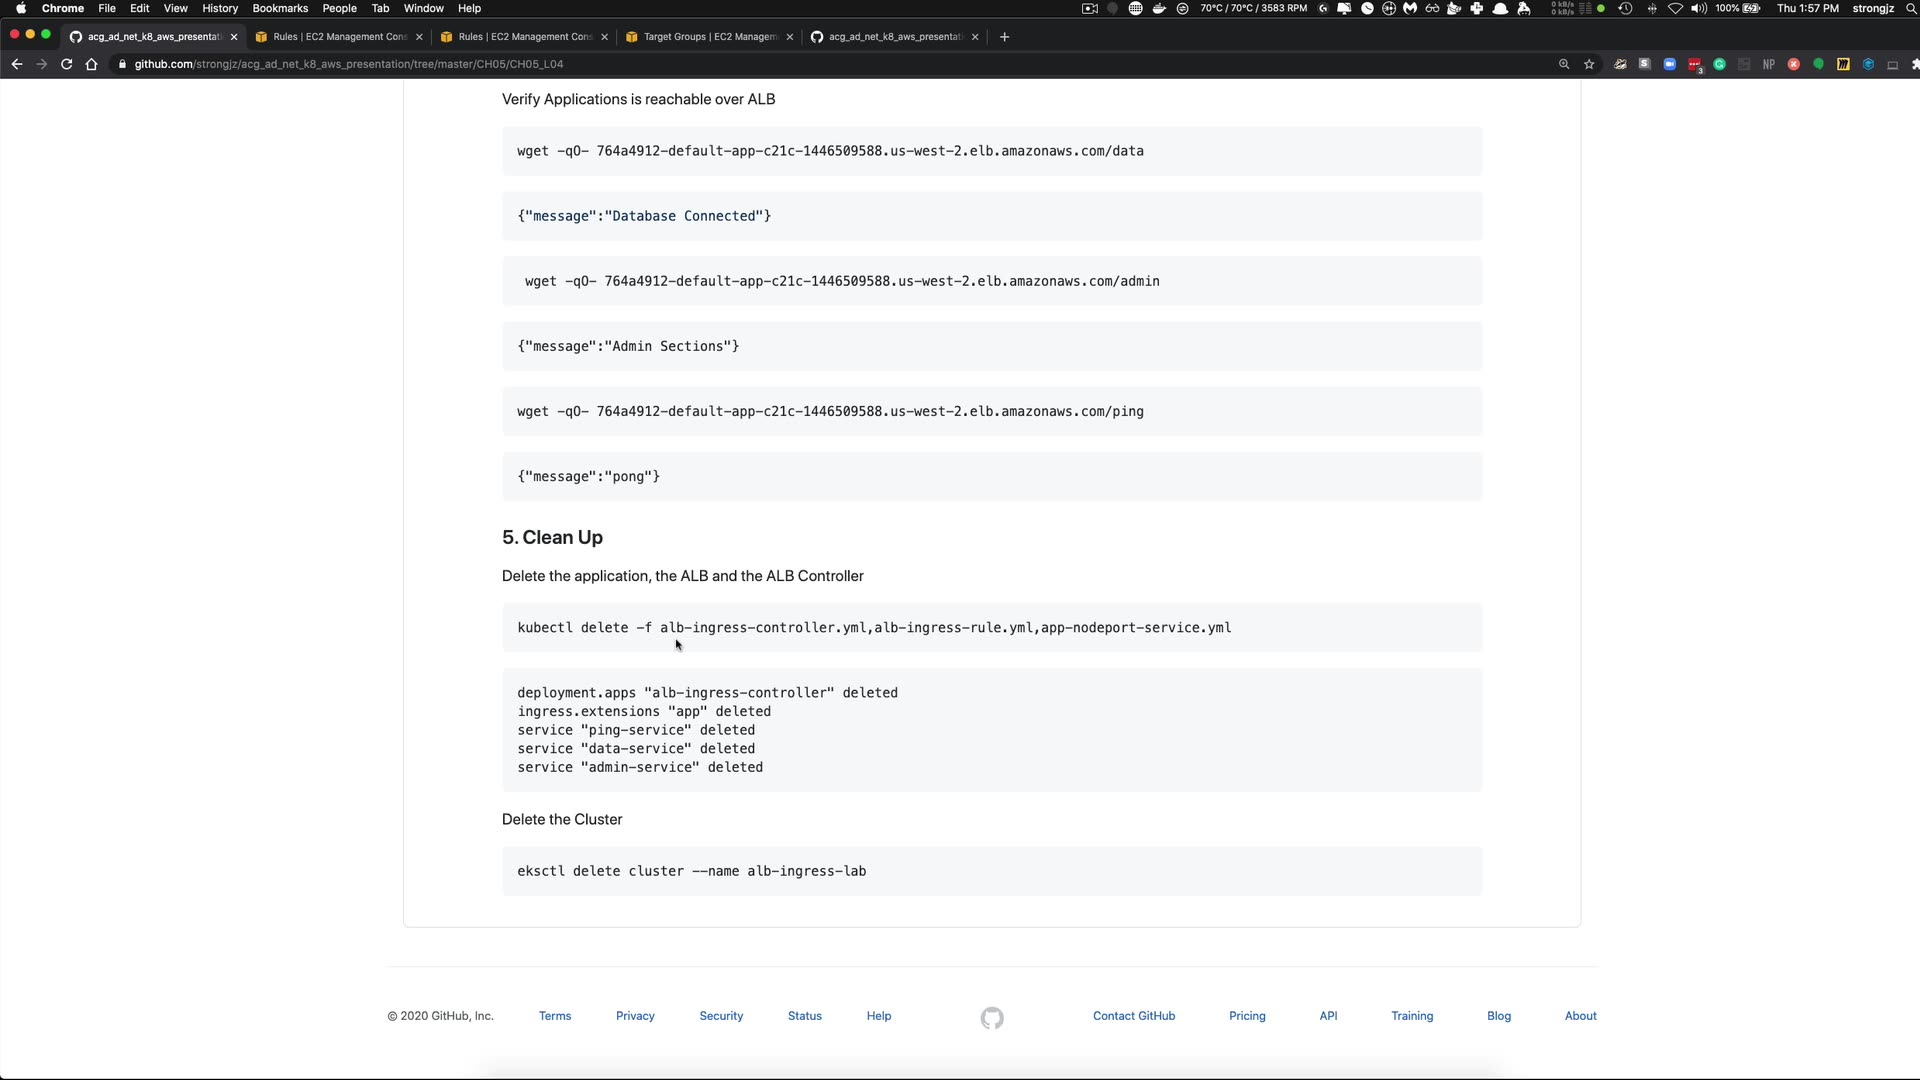 Chrome File Edit View History Bookmarks People Tab Window Help
70°C / 70°C / 3583 RPM
0 kB/s
0 kB/s
100%
Thu 1:57 PM strongjz
acg_ad_net_k8_aws_presentati
Rules | EC2 Management Cons
Rules | EC2 Management Cons
Target Groups | EC2 Managem
acg_ad_net_k8_aws_presentati
github.com/strongjz/acg_ad_net_k8_aws_presentation/tree/master/CH05/CH05_L04
3
NP
Verify Applications is reachable over ALB
wget -qO- 764a4912-default-app-c21c-1446509588.us-west-2.elb.amazonaws.com/data
{"message":"Database Connected"}
wget -qO- 764a4912-default-app-c21c-1446509588.us-west-2.elb.amazonaws.com/admin
{"message":"Admin Sections"}
wget -qO- 764a4912-default-app-c21c-1446509588.us-west-2.elb.amazonaws.com/ping
{"message":"pong"}
5. Clean Up
Delete the application, the ALB and the ALB Controller
kubectl delete -f alb-ingress-controller.yml,alb-ingress-rule.yml,app-nodeport-service.yml
deployment.apps "alb-ingress-controller" deleted
ingress.extensions "app" deleted
service "ping-service" deleted
service "data-service" deleted
service "admin-service" deleted
Delete the Cluster
eksctl delete cluster --name alb-ingress-lab
© 2020 GitHub, Inc. Terms Privacy Security Status Help Contact GitHub Pricing API Training Blog About